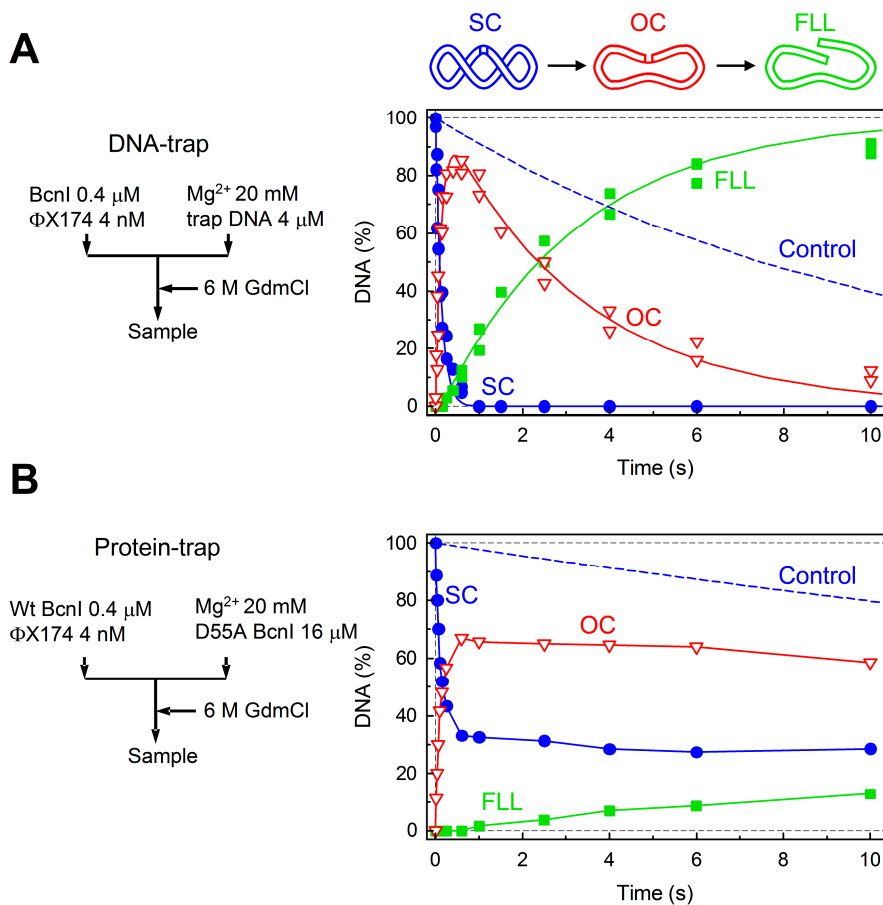 A
SC
OC
FLL
DNA-trap
BcnI 0.4 μM
ΦX174 4 nM
Mg²⁺ 20 mM
trap DNA 4 μM
6 M GdmCl
Sample
DNA (%)
100
80
60
40
20
0
FLL
Control
OC
SC
0 2 4 6 8 10
Time (s)
B
Protein-trap
Wt BcnI 0.4 μM
ΦX174 4 nM
Mg²⁺ 20 mM
D55A BcnI 16 μM
6 M GdmCl
Sample
DNA (%)
100
80
60
40
20
0
SC
Control
OC
FLL
0 2 4 6 8 10
Time (s)